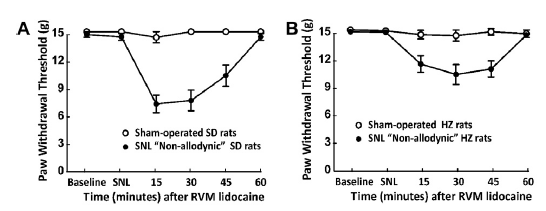 A
Paw Withdrawal Threshold (g)
15
12
9
6
3
0
Sham-operated SD rats
SNL "Non-allodynic" SD rats
Baseline SNL 15 30 45 60
Time (minutes) after RVM lidocaine
B
Paw Withdrawal Threshold (g)
15
12
9
6
3
0
Sham-operated HZ rats
SNL "Non-allodynic" HZ rats
Baseline SNL 15 30 45 60
Time (minutes) after RVM lidocaine